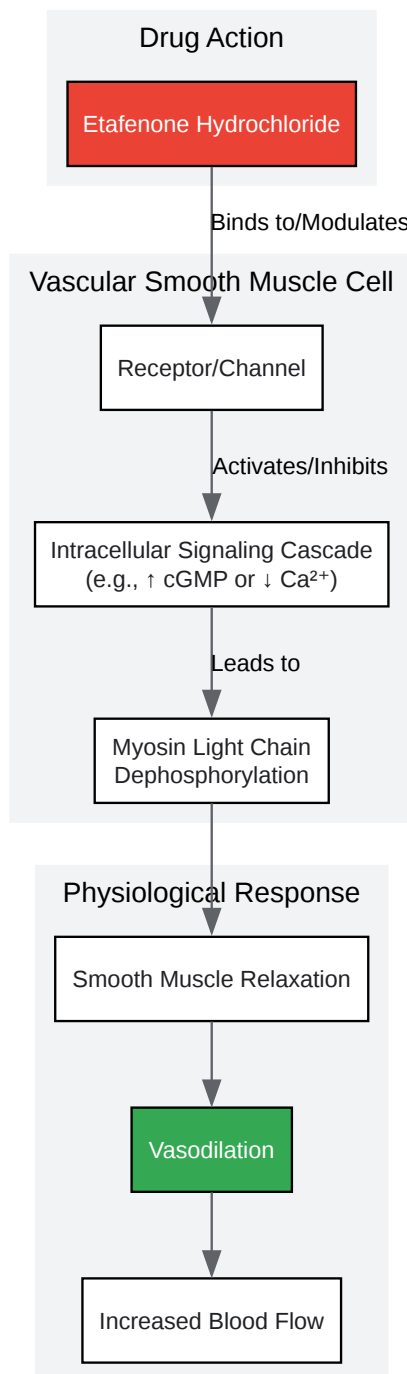 Drug Action
Etafenone Hydrochloride
Binds to/Modulates
Vascular Smooth Muscle Cell
Receptor/Channel
Activates/Inhibits
Intracellular Signaling Cascade
(e.g., ↑ cGMP or ↓ Ca²⁺)
Leads to
Myosin Light Chain
Dephosphorylation
Physiological Response
Smooth Muscle Relaxation
Vasodilation
Increased Blood Flow